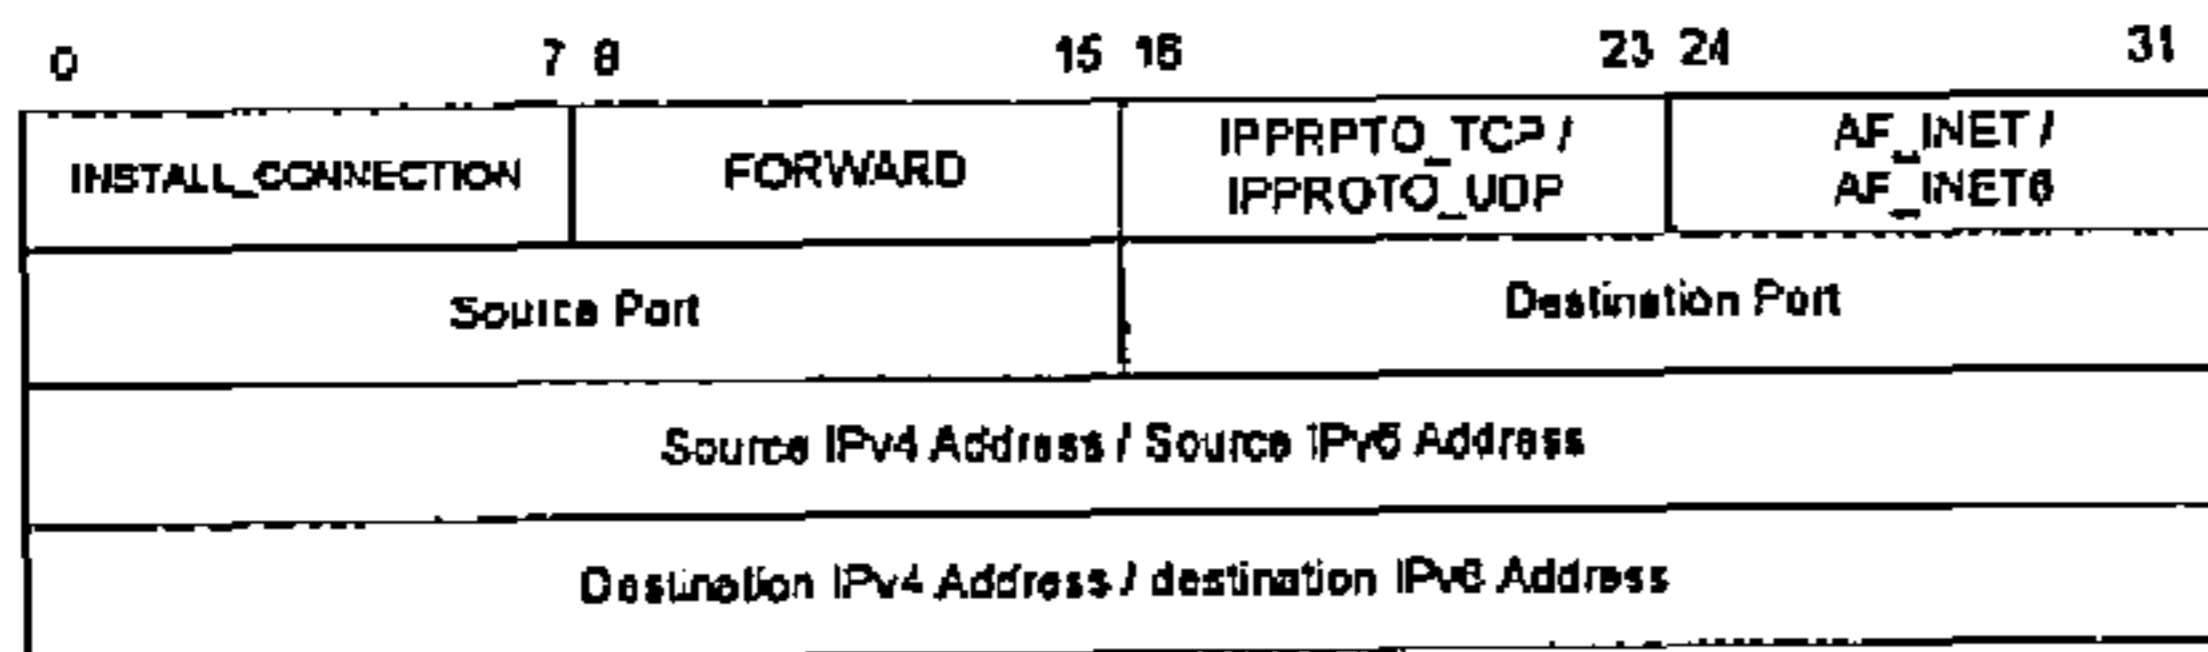 0 7 8 15 16 23 24 31
INSTALL_CONNECTION FORWARD IPPRPTO_TCP / AF_INET /
IPPROTO_UDP AF_INET6
Source Port Destination Port
Source IPv4 Address / Source IPv6 Address
Destination IPv4 Address / destination IPv6 Address